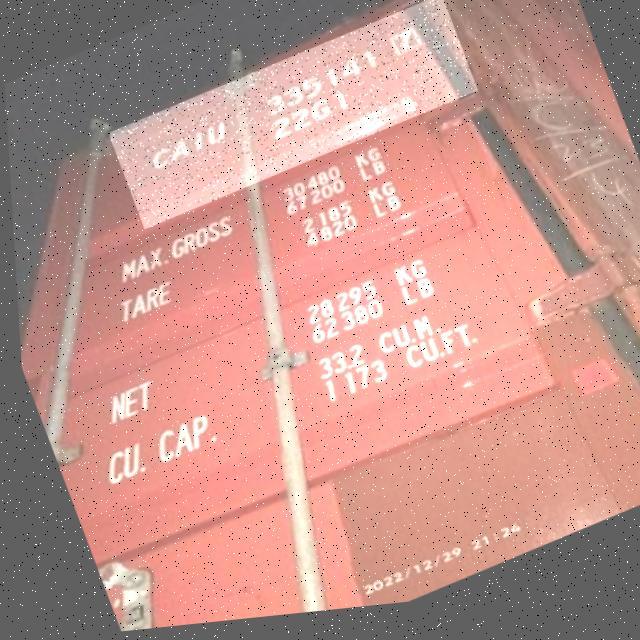 CAIU 335141 [2]
22G1
MAX.GROSS 30480 KG
67200 LB
TARE 2185 KG
4820 LB
NET 28295 KG
62380 LB
CU. CAP. 33.2 CU.M
1173 CU.FT.
2022/12/29 21:26